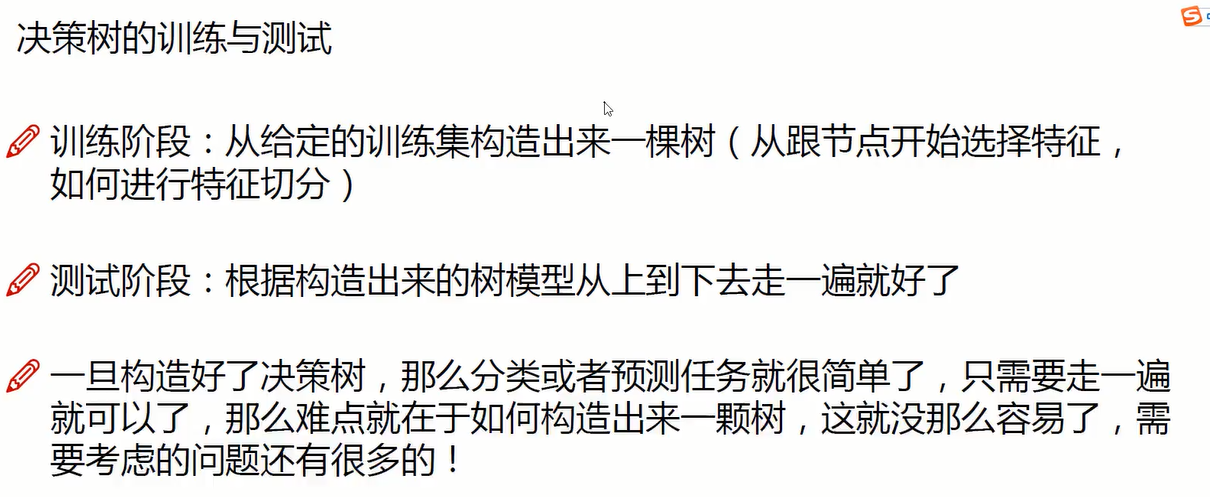 决策树的训练与测试
训练阶段：从给定的训练集构造出来一棵树（从跟节点开始选择特征，
如何进行特征切分）
测试阶段：根据构造出来的树模型从上到下去走一遍就好了
一旦构造好了决策树，那么分类或者预测任务就很简单了，只需要走一遍
就可以了，那么难点就在于如何构造出来一颗树，这就没那么容易了，需
要考虑的问题还有很多的！